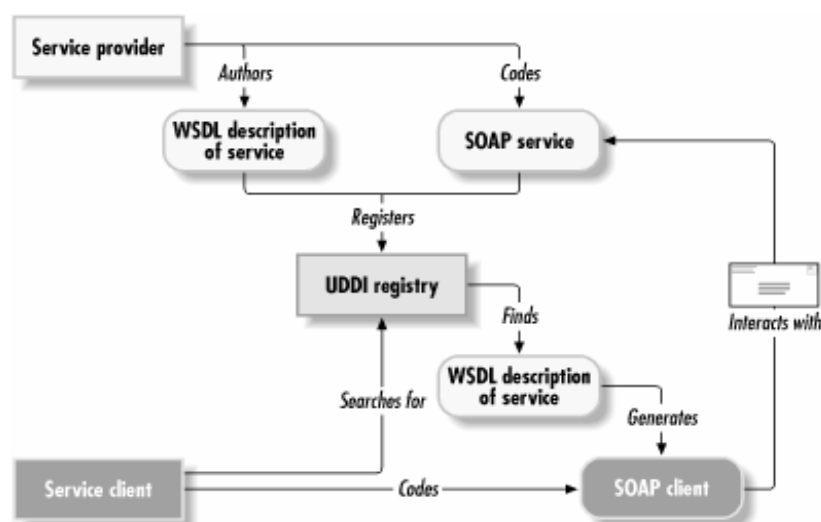 Service provider
Authors
Codes
WSDL description
of service
SOAP service
Registers
UDDI registry
Finds
Interacts with
WSDL description
of service
Searches for
Generates
Service client
Codes
SOAP client